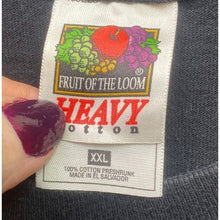 FRUIT OF THE LOOM
®
HEAVY
cotton
XXL
100% COTTON PRESHRUNK
MADE IN EL SALVADOR